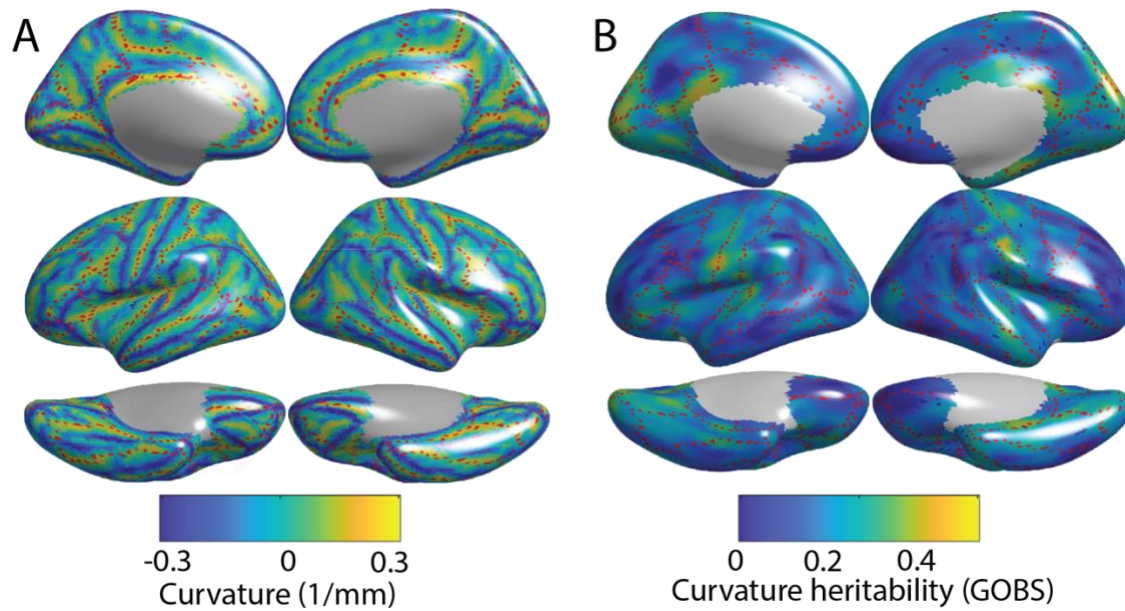 A
B
-0.3 0 0.3
Curvature (1/mm)
0 0.2 0.4
Curvature heritability (GOBS)